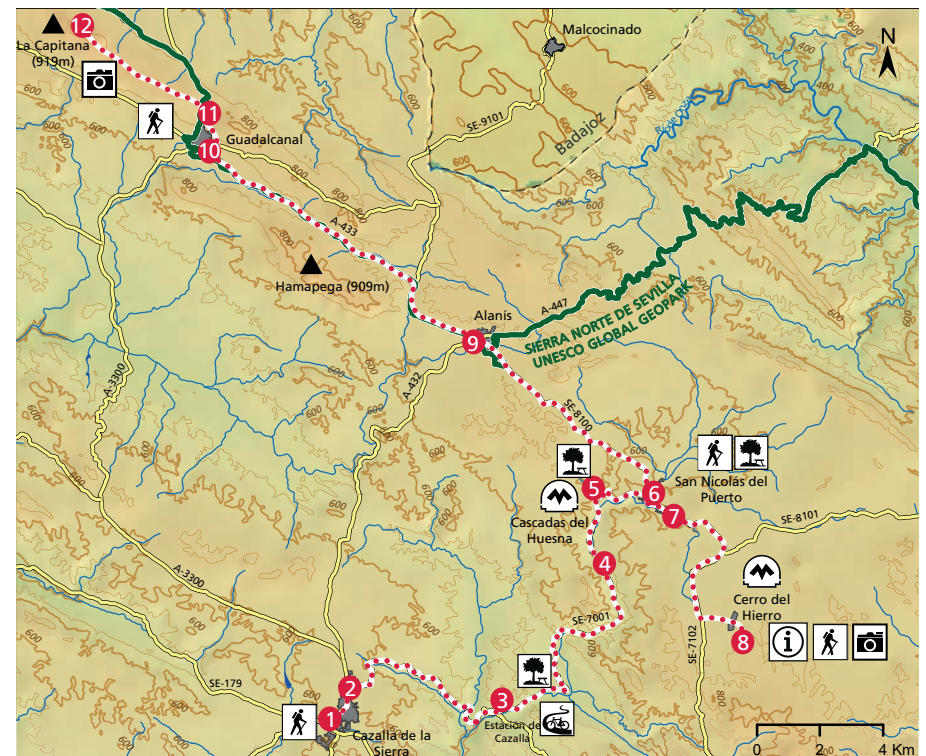 12
La Capitana
(919m)
Malcocinado
N
11
Guadalcanal
10
SE-9101
Badajoz
A-433
Hamapega (909m)
Alanís
9
A-447
SIERRA NORTE DE SEVILLA
UNESCO GLOBAL GEOPARK
A-3300
A-432
SE-8100
5
6
San Nicolás del
Puerto
7
Cascadas del
Huesna
SE-8101
4
Cerro del
Hierro
8
i
A-3300
SE-7001
SE-7102
SE-179
2
1
Cazalla de la
Sierra
3
Estación de
Cazalla
0 2 4 Km
600
800
400